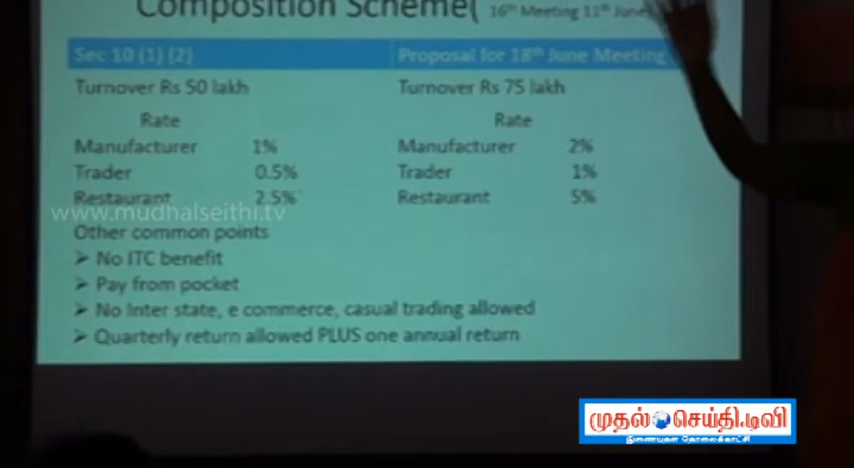 Composition Scheme( 16th Meeting 11th June)
Sec 10 (1) (2) Proposal for 18th June Meeting
Turnover Rs 50 lakh Turnover Rs 75 lakh
Rate Rate
Manufacturer 1% Manufacturer 2%
Trader 0.5% Trader 1%
Restaurant 2.5% Restaurant 5%
www.mudhalseithi.tv
Other common points
➢ No ITC benefit
➢ Pay from pocket
➢ No Inter state, e commerce, casual trading allowed
➢ Quarterly return allowed PLUS one annual return
முதல் செய்தி.டிவி
இணையதள தொலைக்காட்சி